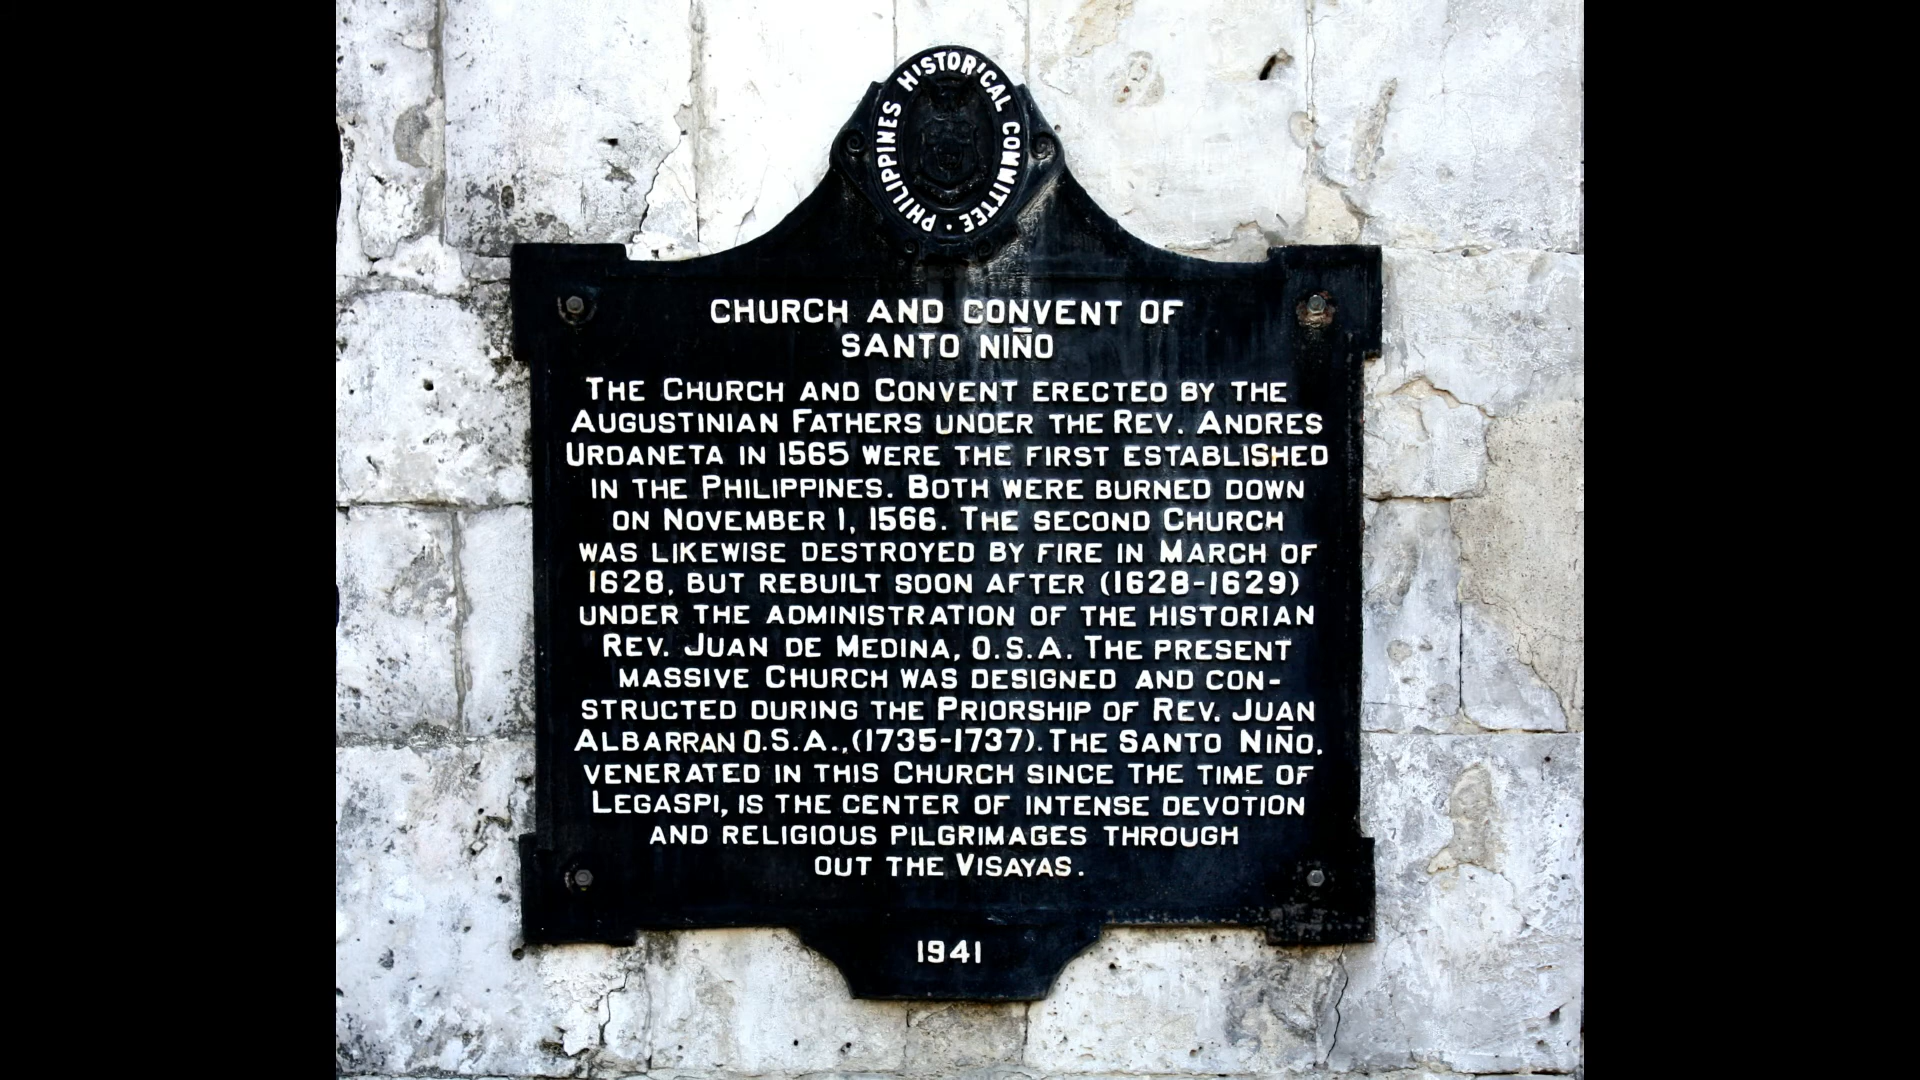 PHILIPPINES HISTORICAL COMMITTEE ·
CHURCH AND CONVENT OF
SANTO NIÑO
THE CHURCH AND CONVENT ERECTED BY THE
AUGUSTINIAN FATHERS UNDER THE REV. ANDRES
URDANETA IN 1565 WERE THE FIRST ESTABLISHED
IN THE PHILIPPINES. BOTH WERE BURNED DOWN
ON NOVEMBER 1, 1566. THE SECOND CHURCH
WAS LIKEWISE DESTROYED BY FIRE IN MARCH OF
1628, BUT REBUILT SOON AFTER (1628-1629)
UNDER THE ADMINISTRATION OF THE HISTORIAN
REV. JUAN DE MEDINA, O.S.A. THE PRESENT
MASSIVE CHURCH WAS DESIGNED AND CON-
STRUCTED DURING THE PRIORSHIP OF REV. JUAN
ALBARRAN O.S.A.,(1735-1737). THE SANTO NIÑO.
VENERATED IN THIS CHURCH SINCE THE TIME OF
LEGASPI, IS THE CENTER OF INTENSE DEVOTION
AND RELIGIOUS PILGRIMAGES THROUGH
OUT THE VISAYAS.
1941